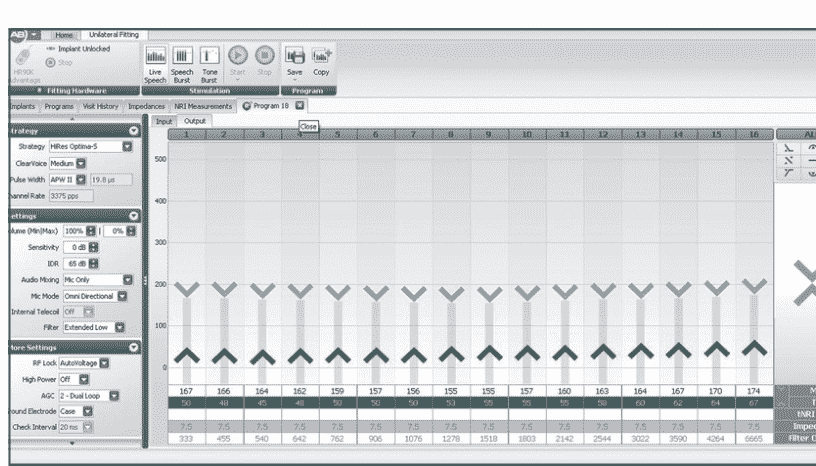 AB Home Unilateral Fitting
Implant Unlocked
Stop
HR90K
Advantage
Live Speech Speech Burst Tone Burst Start Stop Save Copy
Fitting Hardware Stimulation Program
Implants Programs Visit History Impedances NRI Measurements Program 18
Input Output
Close
1 2 3 4 5 6 7 8 9 10 11 12 13 14 15 16
trategy
Strategy HiRes Optima-S
ClearVoice Medium
Pulse Width APW II 19.8 µs
hannel Rate 3375 pps
ettings
olume (Min|Max) 100% | 0%
Sensitivity 0 dB
IDR 65 dB
Audio Mixing Mic Only
Mic Mode Omni Directional
Internal Telecoil Off
Filter Extended Low
More Settings
RF Lock AutoVoltage
High Power Off
AGC 2 - Dual Loop
ound Electrode Case
Check Interval 20 ms
500
400
300
200
100
0
167 166 164 162 159 157 156 155 155 157 160 163 164 167 170 174 M
50 48 45 48 50 50 50 53 55 55 55 58 60 62 64 67
tNRI
7.5 7.5 7.5 7.5 7.5 7.5 7.5 7.5 7.5 7.5 7.5 7.5 7.5 7.5 7.5 7.5 Imped
333 455 540 642 762 906 1076 1278 1518 1803 2142 2544 3022 3590 4264 6665 Filter C